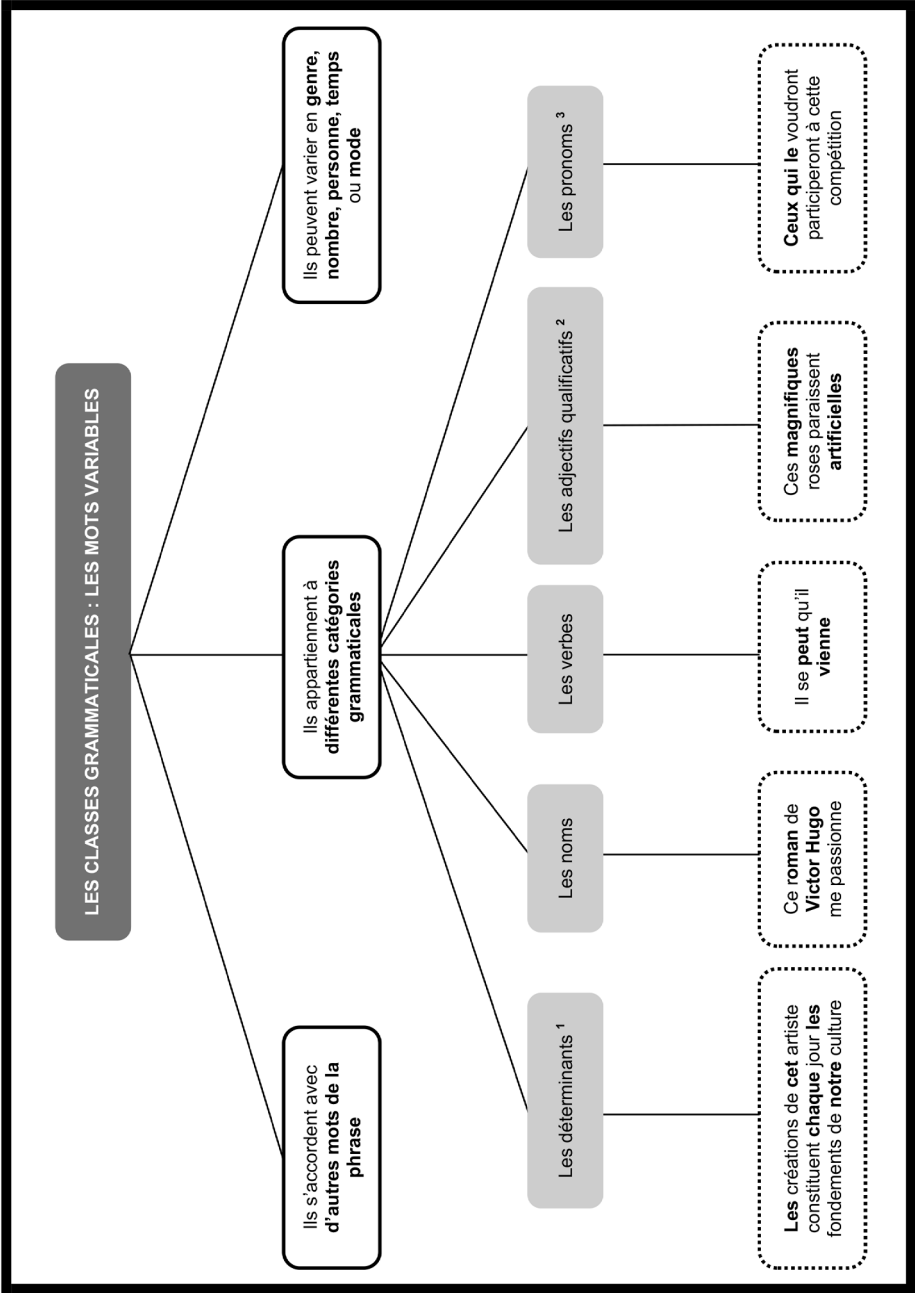 LES CLASSES GRAMMATICALES : LES MOTS VARIABLES
Ils s'accordent avec
d'autres mots de la
phrase
Ils appartiennent à
différentes catégories
grammaticales
Ils peuvent varier en genre,
nombre, personne, temps
ou mode
Les déterminants ¹
Les noms
Les verbes
Les adjectifs qualificatifs ²
Les pronoms ³
Les créations de cet artiste
constituent chaque jour les
fondements de notre culture
Ce roman de
Victor Hugo
me passionne
Il se peut qu'il
vienne
Ces magnifiques
roses paraissent
artificielles
Ceux qui le voudront
participeront à cette
compétition